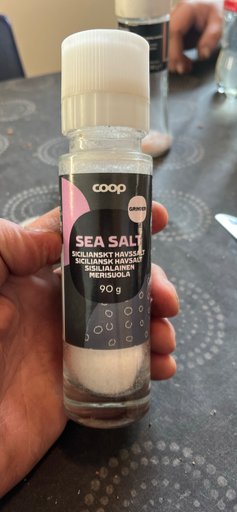 coop
GRINDER
SEA SALT
SICILIANSKT HAVSSALT
SICILIANSK HAVSALT
SISILIALAINEN
MERISUOLA
90 g